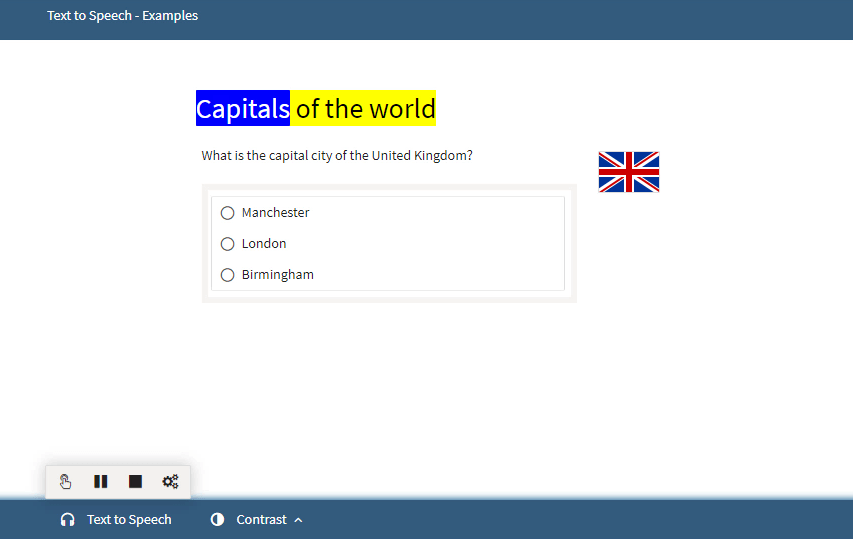 Text to Speech - Examples
Capitals of the world
What is the capital city of the United Kingdom?
Manchester
London
Birmingham
Text to Speech
Contrast